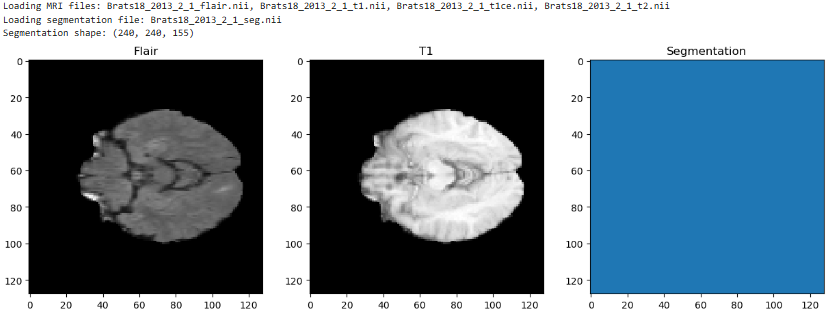 Loading MRI files: Brats18_2013_2_1_flair.nii, Brats18_2013_2_1_t1.nii, Brats18_2013_2_1_t1ce.nii, Brats18_2013_2_1_t2.nii
Loading segmentation file: Brats18_2013_2_1_seg.nii
Segmentation shape: (240, 240, 155)
Flair T1 Segmentation
0 0 0
20 20 20
40 40 40
60 60 60
80 80 80
100 100 100
120 120 120
0 20 40 60 80 100 120 0 20 40 60 80 100 120 0 20 40 60 80 100 120